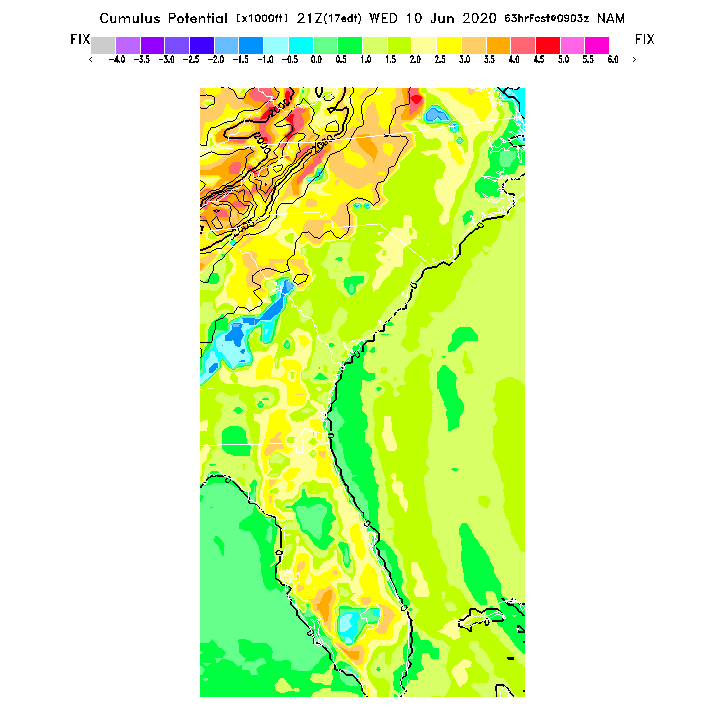 Cumulus Potential [x1000ft] 21Z(17edt) WED 10 Jun 2020 63hrFcst@0903z NAM
FIX FIX
< -4.0 -3.5 -3.0 -2.5 -2.0 -1.5 -1.0 -0.5 0.0 0.5 1.0 1.5 2.0 2.5 3.0 3.5 4.0 4.5 5.0 5.5 6.0 >